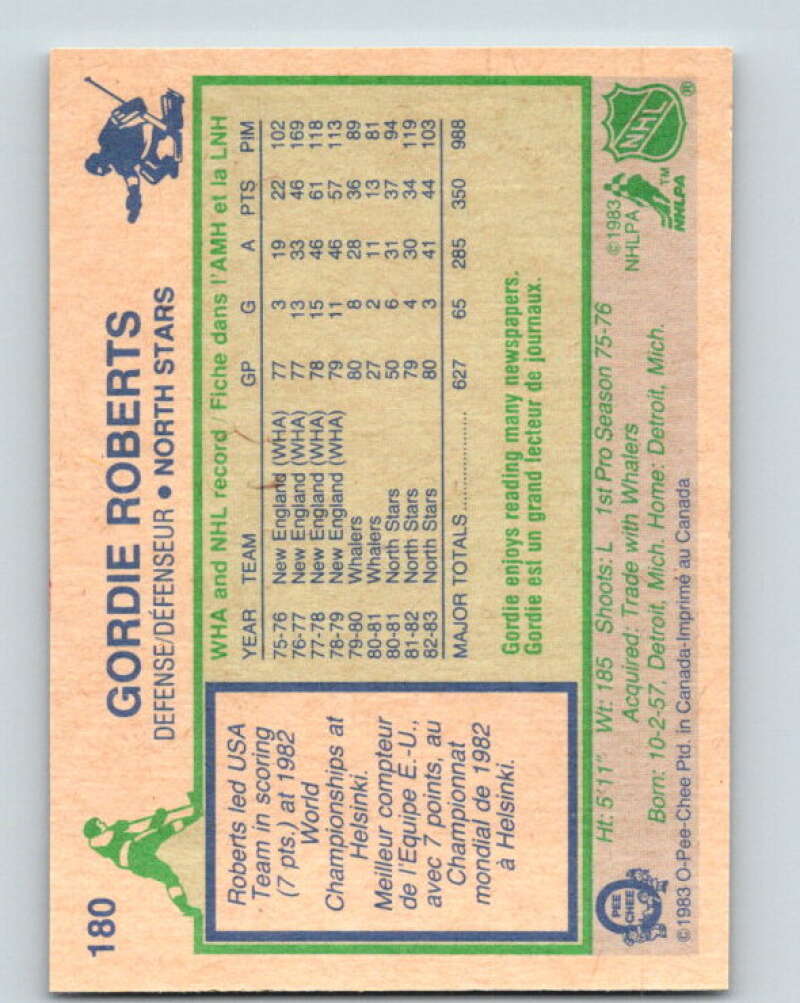 180
GORDIE ROBERTS
DEFENSE/DÉFENSEUR • NORTH STARS
Roberts led USA
Team in scoring
(7 pts.) at 1982
World
Championships at
Helsinki.
Meilleur compteur
de l'Equipe E.-U.,
avec 7 points, au
Championnat
mondial de 1982
à Helsinki.
WHA and NHL record Fiche dans l'AMH et la LNH
YEAR TEAM GP G A PTS PIM
75-76 New England (WHA) 77 3 19 22 102
76-77 New England (WHA) 77 13 33 46 169
77-78 New England (WHA) 78 15 46 61 118
78-79 New England (WHA) 79 11 46 57 113
79-80 Whalers 80 8 28 36 89
80-81 Whalers 27 2 11 13 81
80-81 North Stars 50 6 31 37 94
81-82 North Stars 79 4 30 34 119
82-83 North Stars 80 3 41 44 103
MAJOR TOTALS .................. 627 65 285 350 988
Gordie enjoys reading many newspapers.
Gordie est un grand lecteur de journaux.
Ht: 5'11" Wt: 185 Shoots: L 1st Pro Season 75-76
Acquired: Trade with Whalers
Born: 10-2-57, Detroit, Mich. Home: Detroit, Mich.
©1983 O-Pee-Chee Ptd. in Canada-Imprimé au Canada
O PEE CHEE
©1983
NHLPA
NHLPA
TM
NHL
®